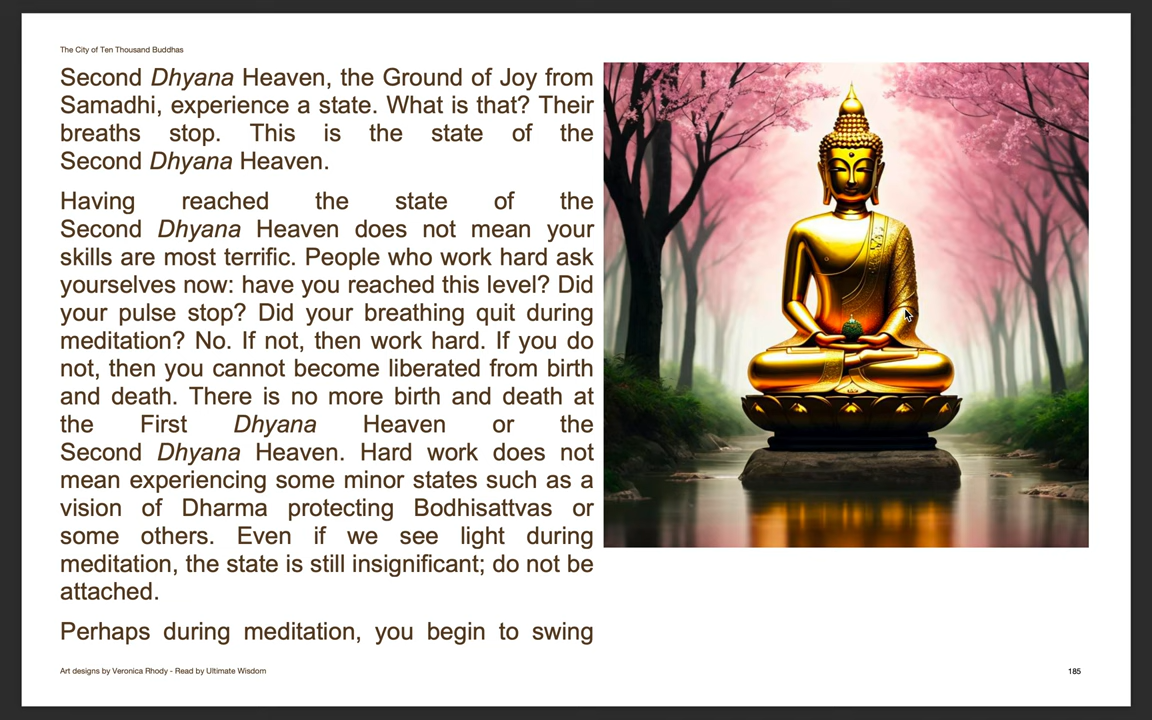 The City of Ten Thousand Buddhas
Second Dhyana Heaven, the Ground of Joy from
Samadhi, experience a state. What is that? Their
breaths stop. This is the state of the
Second Dhyana Heaven.
Having reached the state of the
Second Dhyana Heaven does not mean your
skills are most terrific. People who work hard ask
yourselves now: have you reached this level? Did
your pulse stop? Did your breathing quit during
meditation? No. If not, then work hard. If you do
not, then you cannot become liberated from birth
and death. There is no more birth and death at
the First Dhyana Heaven or the
Second Dhyana Heaven. Hard work does not
mean experiencing some minor states such as a
vision of Dharma protecting Bodhisattvas or
some others. Even if we see light during
meditation, the state is still insignificant; do not be
attached.
Perhaps during meditation, you begin to swing
Art designs by Veronica Rhody - Read by Ultimate Wisdom
185